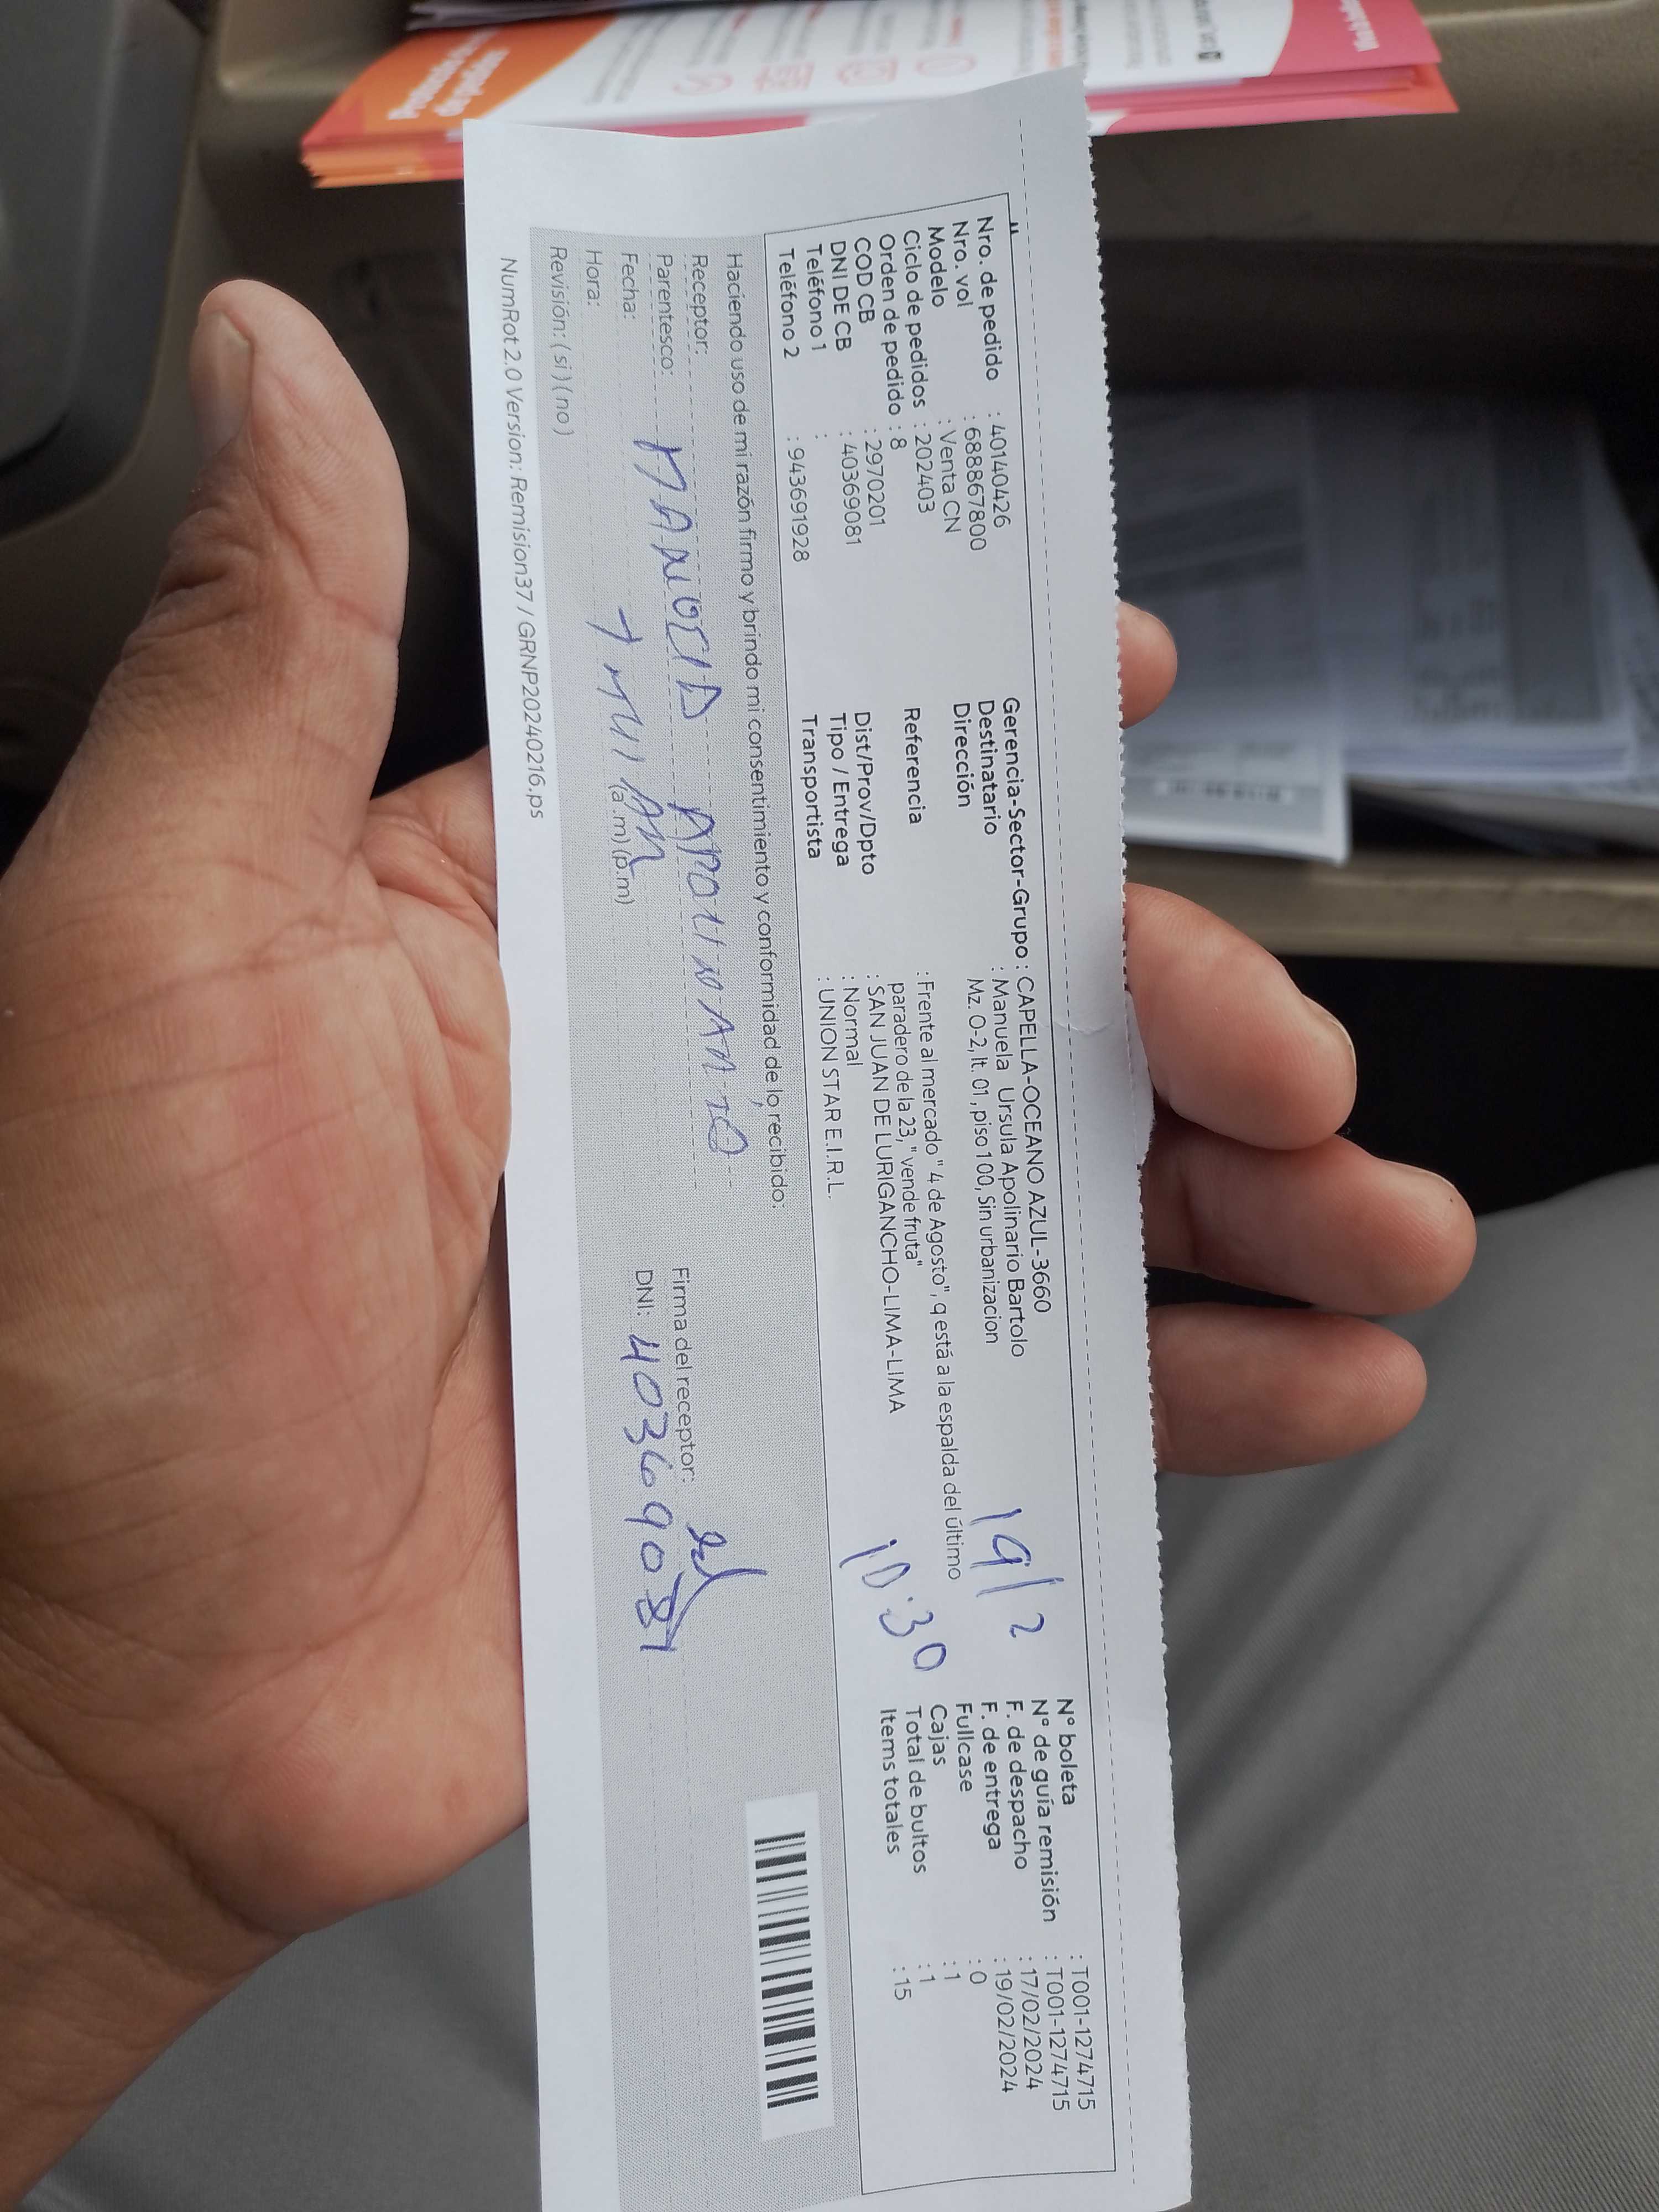 Nro. de pedido : 40140426
Nro. vol : 688867800
Modelo : Venta CN
Ciclo de pedidos : 202403
Orden de pedido : 8
COD CB : 2970201
DNI DE CB : 40369081
Teléfono 1 :
Teléfono 2 : 943691928
Gerencia-Sector-Grupo : CAPELLA-OCEANO AZUL-3660
Destinatario : Manuela Ursula Apolinario Bartolo
Dirección Mz. O-2, lt. 01, piso100, Sin urbanizacion
Referencia : Frente al mercado "4 de Agosto", q está a la espalda del último
paradero de la 23, "vende fruta"
Dist/Prov/Dpto : SAN JUAN DE LURIGANCHO-LIMA-LIMA
Tipo / Entrega : Normal
Transportista : UNION STAR E.I.R.L.
19/2
10:30
N° boleta : T001-1274715
N° de guía remisión : T001-1274715
F. de despacho : 17/02/2024
F. de entrega : 19/02/2024
Fullcase : 0
Cajas : 1
Total de bultos : 1
Items totales : 15
Haciendo uso de mi razón firmo y brindo mi consentimiento y conformidad de lo recibido:
Receptor:
Parentesco:
Fecha:
Hora: (a.m) (p.m)
Revisión: ( si ) ( no )
Firma del receptor:
DNI: 40369081
NumRot 2.0 Version: Remision37 / GRNP20240216.ps